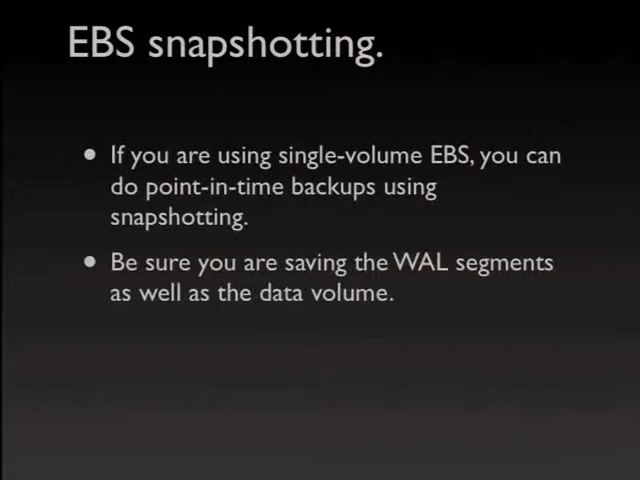 EBS snapshotting.
• If you are using single-volume EBS, you can
do point-in-time backups using
snapshotting.
• Be sure you are saving the WAL segments
as well as the data volume.